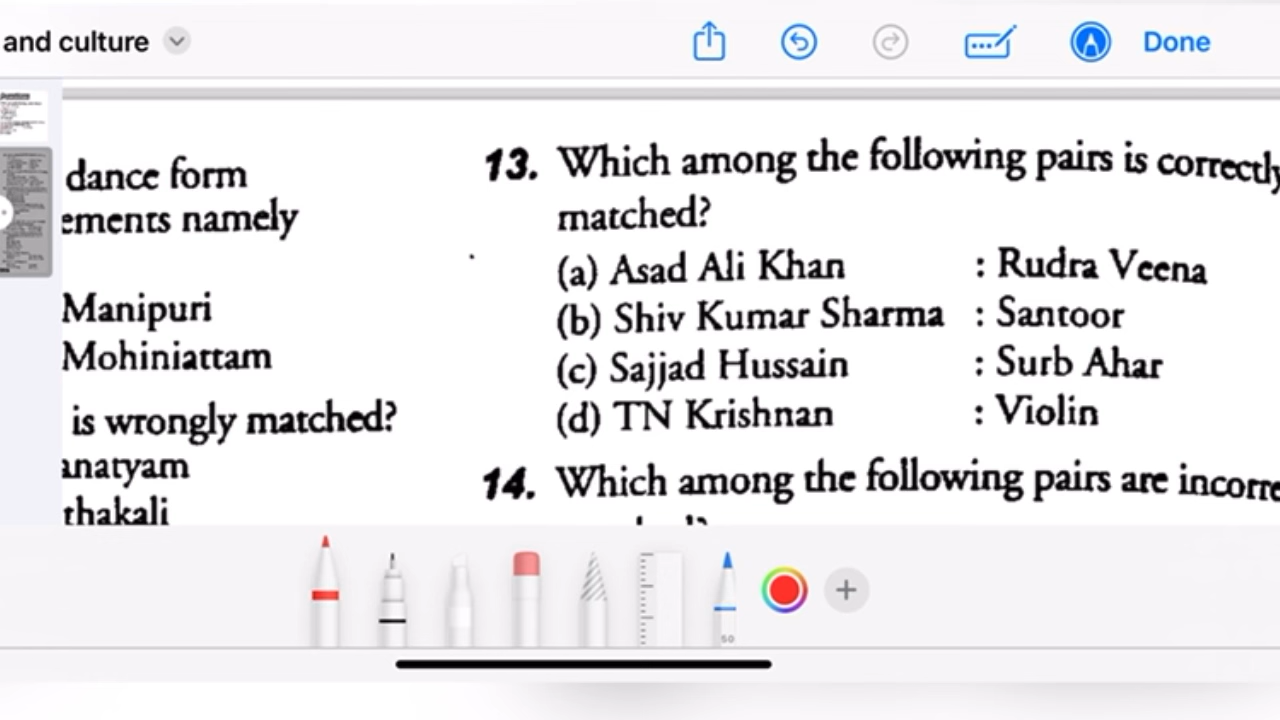 and culture
Done
dance form
ements namely
Manipuri
Mohiniattam
is wrongly matched?
anatyam
thakali
13. Which among the following pairs is correctly
matched?
(a) Asad Ali Khan : Rudra Veena
(b) Shiv Kumar Sharma : Santoor
(c) Sajjad Hussain : Surb Ahar
(d) TN Krishnan : Violin
14. Which among the following pairs are incorre
50